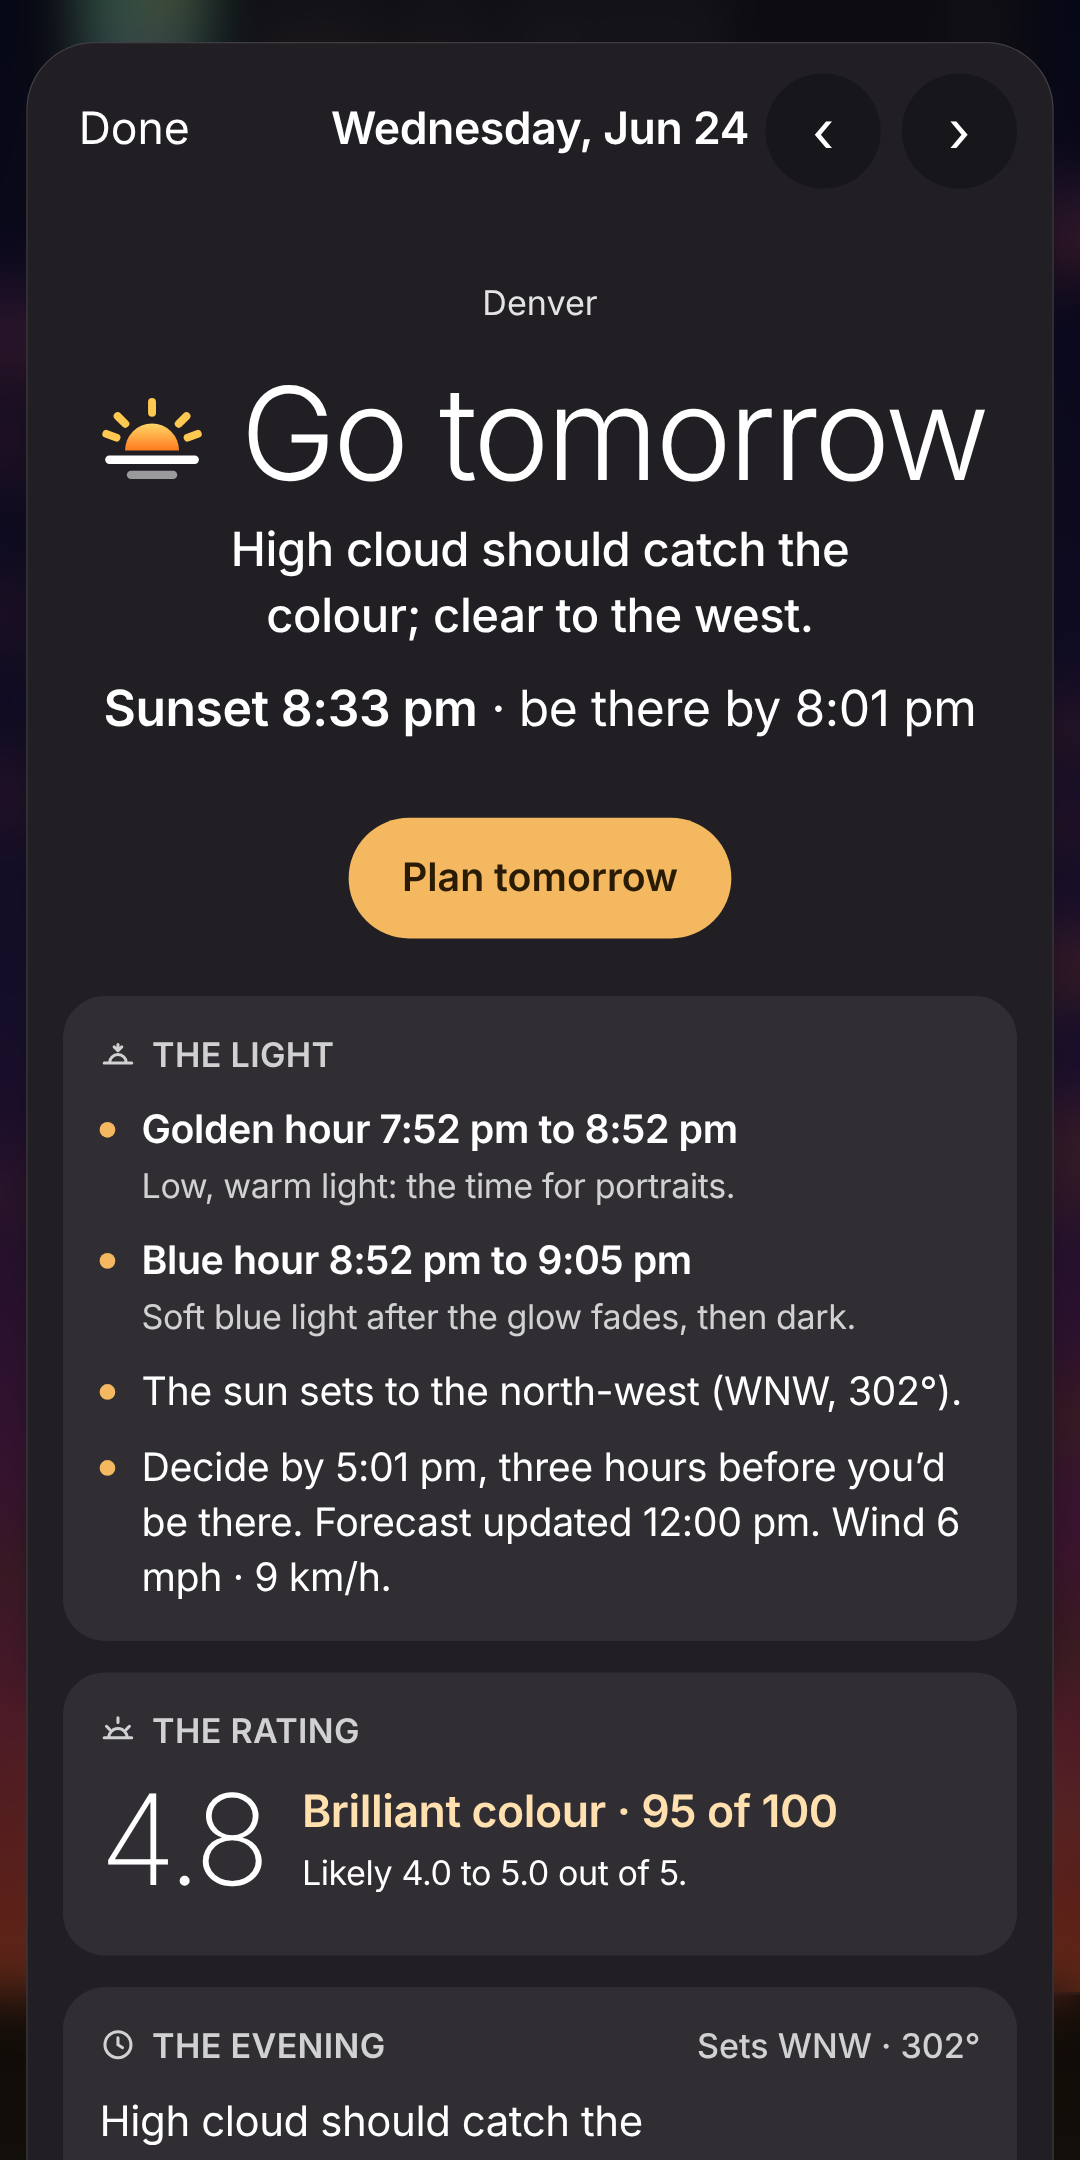 Done
Wednesday, Jun 24
‹ ›
Denver
Go tomorrow
High cloud should catch the
colour; clear to the west.
Sunset 8:33 pm · be there by 8:01 pm
Plan tomorrow
THE LIGHT
Golden hour 7:52 pm to 8:52 pm
Low, warm light: the time for portraits.
Blue hour 8:52 pm to 9:05 pm
Soft blue light after the glow fades, then dark.
The sun sets to the north-west (WNW, 302°).
Decide by 5:01 pm, three hours before you’d
be there. Forecast updated 12:00 pm. Wind 6
mph · 9 km/h.
THE RATING
4.8
Brilliant colour · 95 of 100
Likely 4.0 to 5.0 out of 5.
THE EVENING
Sets WNW · 302°
High cloud should catch the